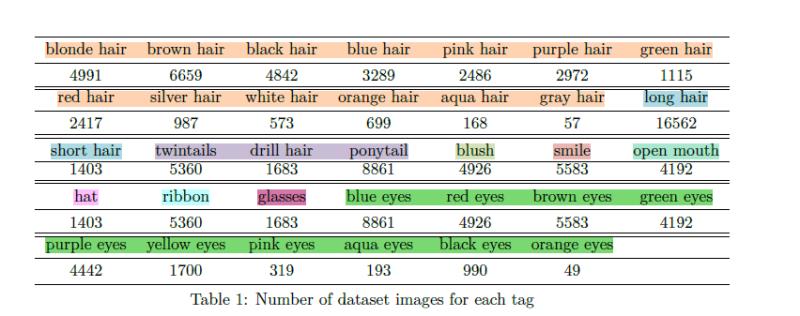 blonde hair brown hair black hair blue hair pink hair purple hair green hair
4991 6659 4842 3289 2486 2972 1115
red hair silver hair white hair orange hair aqua hair gray hair long hair
2417 987 573 699 168 57 16562
short hair twintails drill hair ponytail blush smile open mouth
1403 5360 1683 8861 4926 5583 4192
hat ribbon glasses blue eyes red eyes brown eyes green eyes
1403 5360 1683 8861 4926 5583 4192
purple eyes yellow eyes pink eyes aqua eyes black eyes orange eyes
4442 1700 319 193 990 49
Table 1: Number of dataset images for each tag